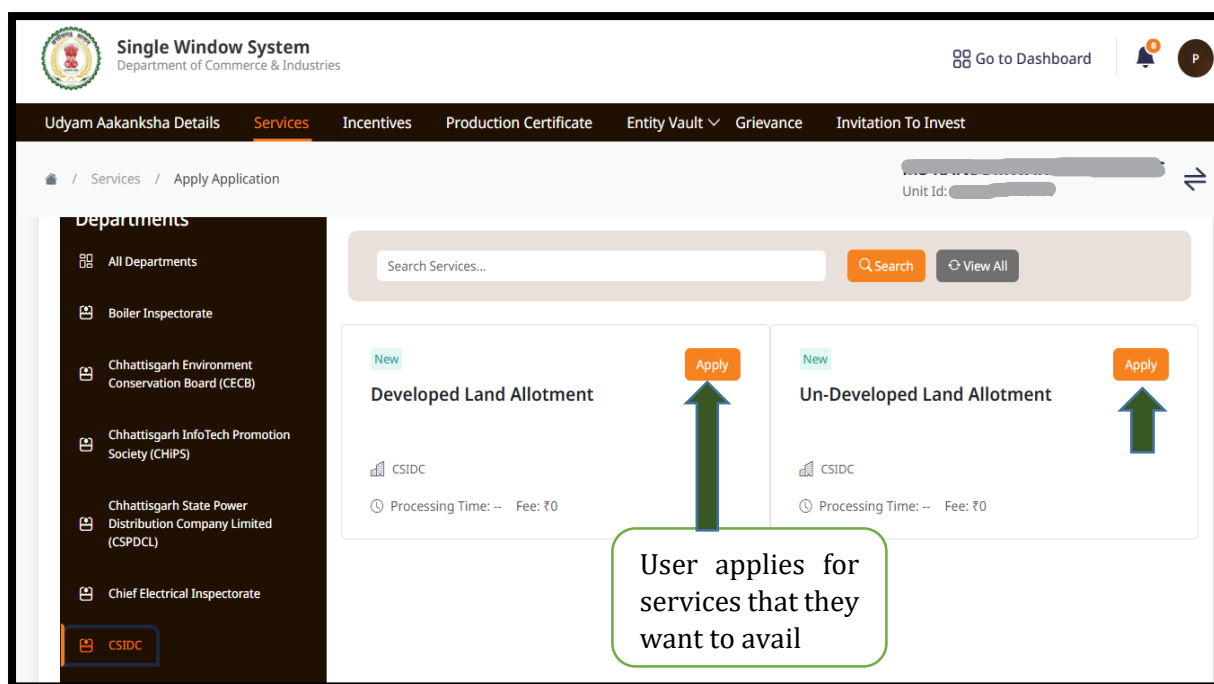 Single Window System
Department of Commerce & Industries
Go to Dashboard
0
P
Udyam Aakanksha Details Services Incentives Production Certificate Entity Vault Grievance Invitation To Invest
/ Services / Apply Application
Unit Id:
Departments
All Departments
Boiler Inspectorate
Chhattisgarh Environment
Conservation Board (CECB)
Chhattisgarh InfoTech Promotion
Society (CHiPS)
Chhattisgarh State Power
Distribution Company Limited
(CSPDCL)
Chief Electrical Inspectorate
CSIDC
Search Services...
Search
View All
New
Apply
Developed Land Allotment
CSIDC
Processing Time: -- Fee: ₹0
New
Apply
Un-Developed Land Allotment
CSIDC
Processing Time: -- Fee: ₹0
User applies for
services that they
want to avail